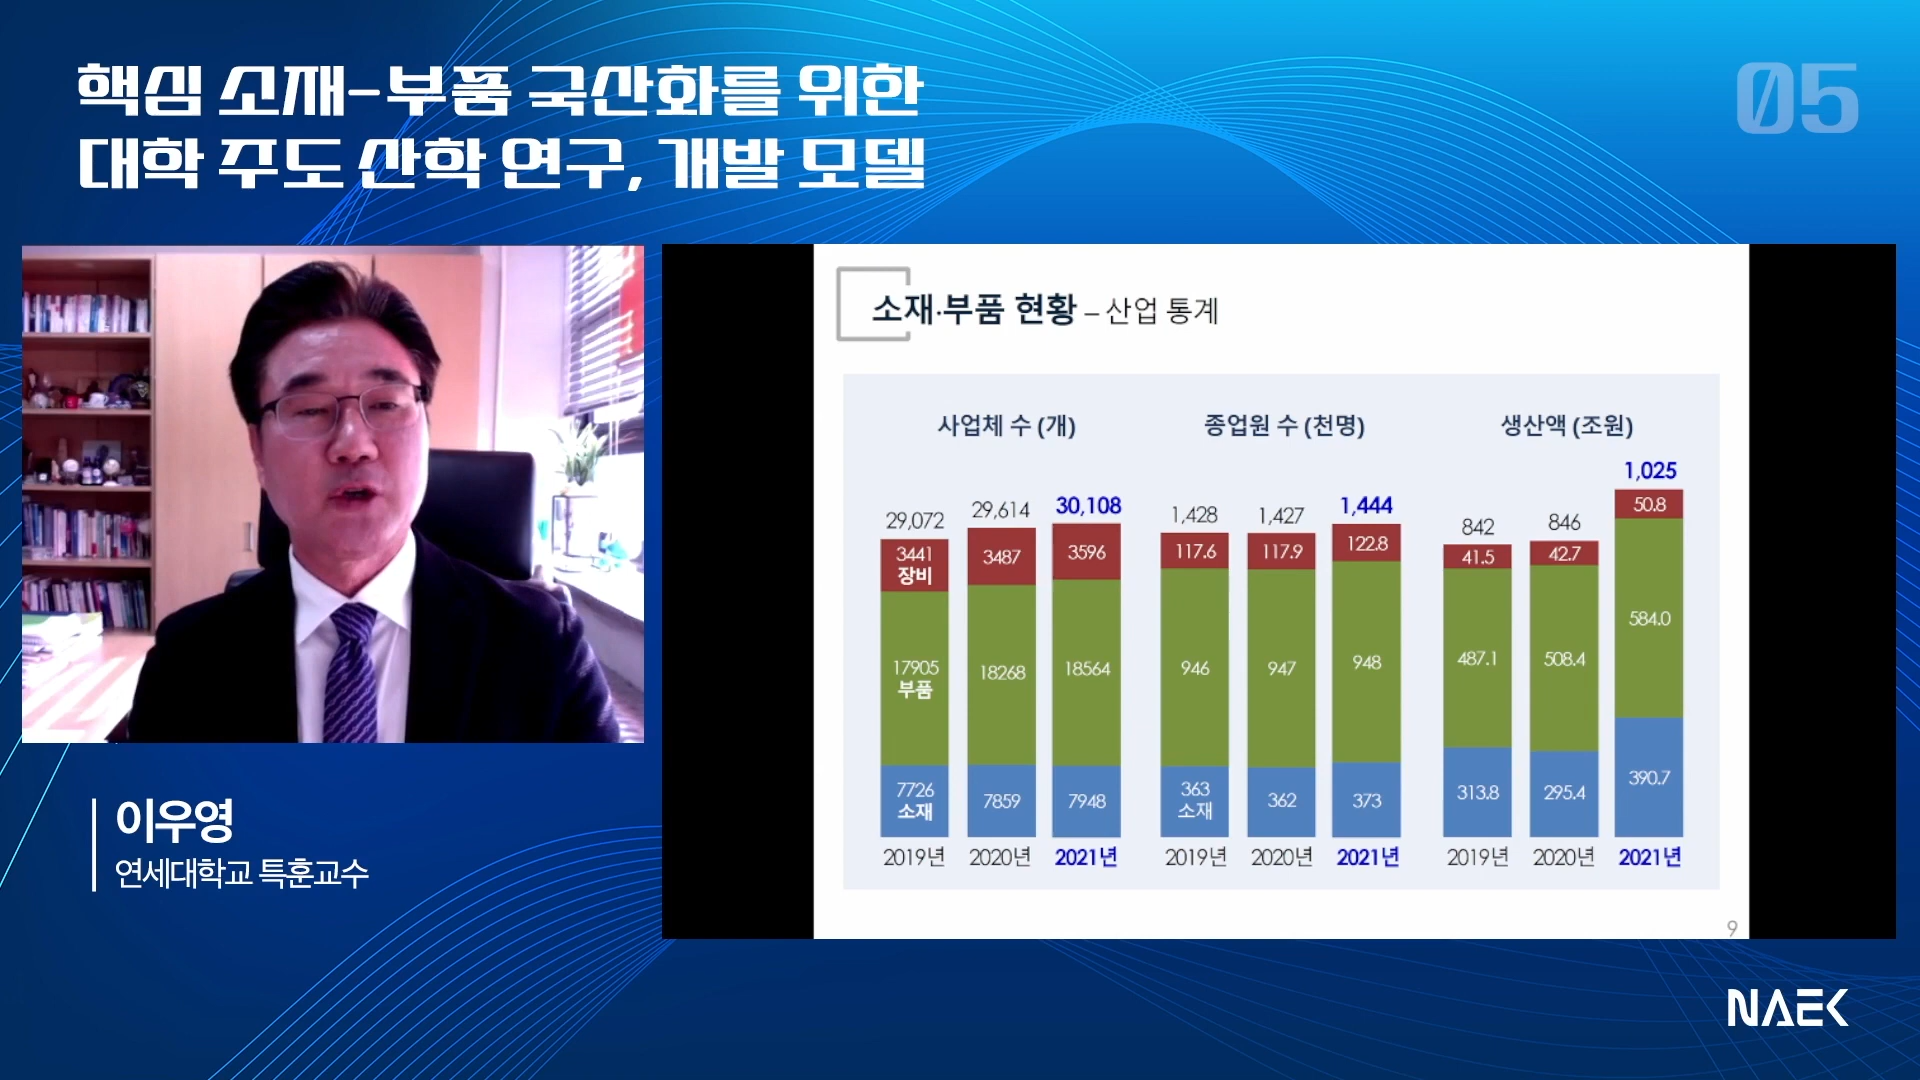 핵심 소재-부품 국산화를 위한
대학 주도 산학 연구, 개발 모델
05
소재·부품 현황 – 산업 통계
사업체 수 (개)
29,072 29,614 30,108
3441 장비 3487 3596
17905 부품 18268 18564
7726 소재 7859 7948
2019년 2020년 2021년
종업원 수 (천명)
1,428 1,427 1,444
117.6 117.9 122.8
946 947 948
363 소재 362 373
2019년 2020년 2021년
생산액 (조원)
842 846 1,025
41.5 42.7 50.8
487.1 508.4 584.0
313.8 295.4 390.7
2019년 2020년 2021년
9
이우영
연세대학교 특훈교수
NAEK